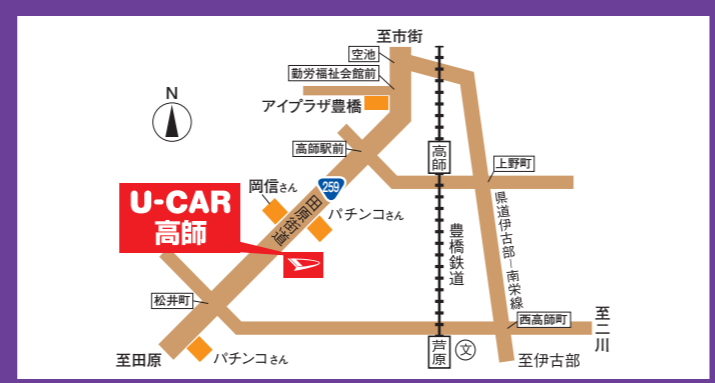 至市街
空池
勤労福祉会館前
N
アイプラザ豊橋
高師駅前
高師
上野町
岡信さん
259
U-CAR
高師
田原街道
パチンコさん
豊橋鉄道
県道伊古部ー南栄線
松井町
西高師町
至二川
芦原
文
至田原
パチンコさん
至伊古部